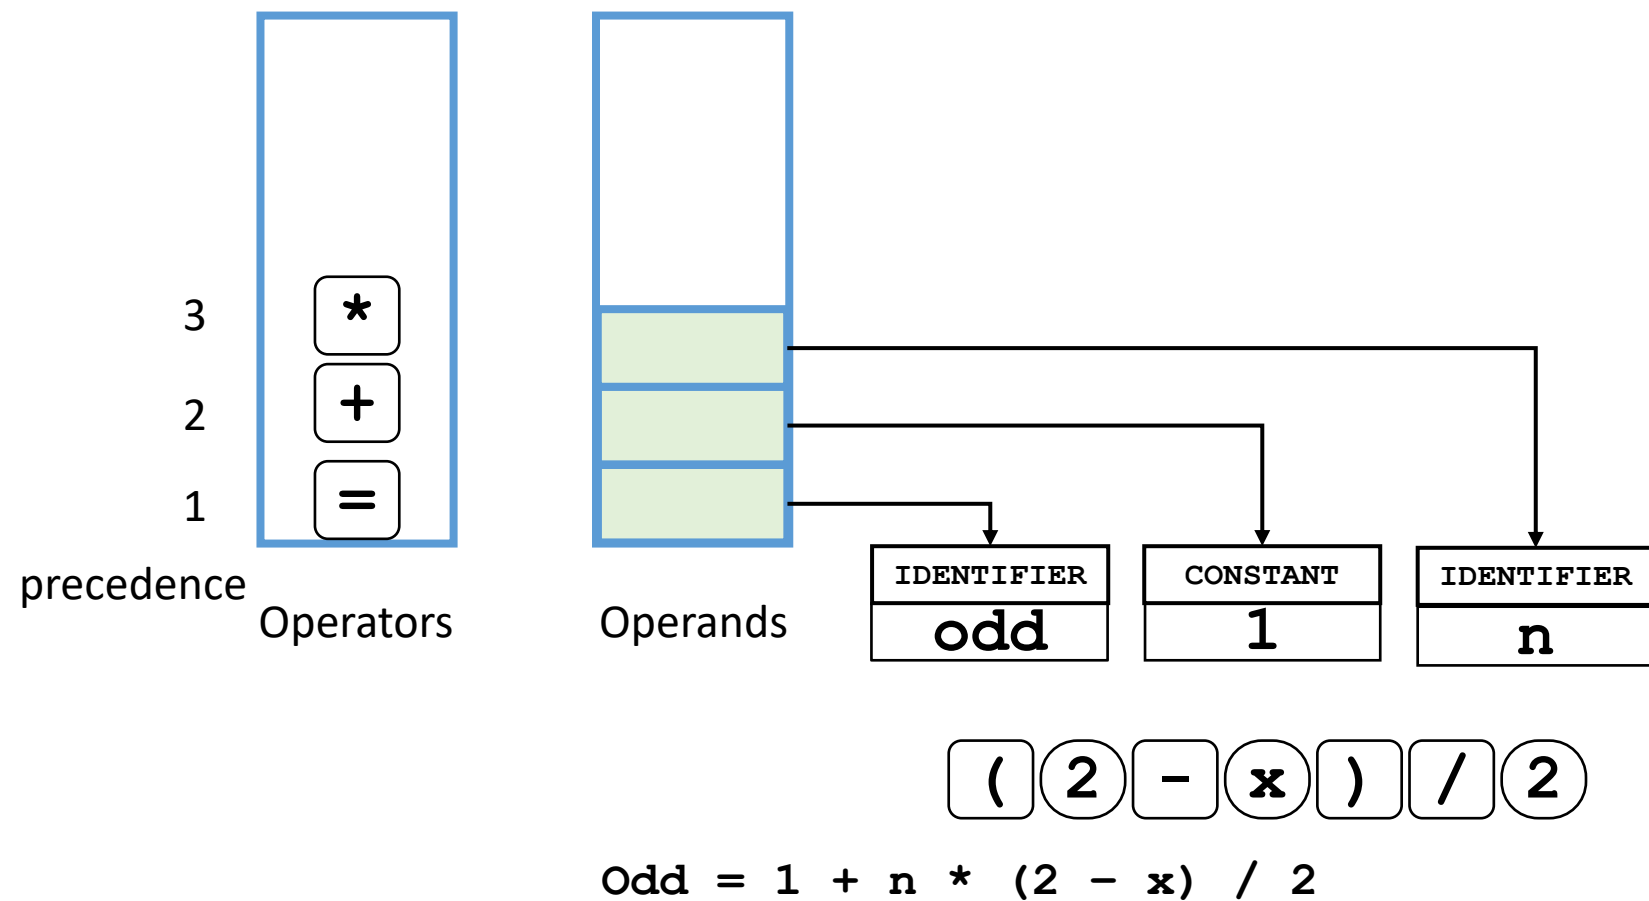 3 *
2 +
1 =
precedence
Operators
Operands
IDENTIFIER
odd
CONSTANT
1
IDENTIFIER
n
( 2 - x ) / 2
Odd = 1 + n * (2 - x) / 2